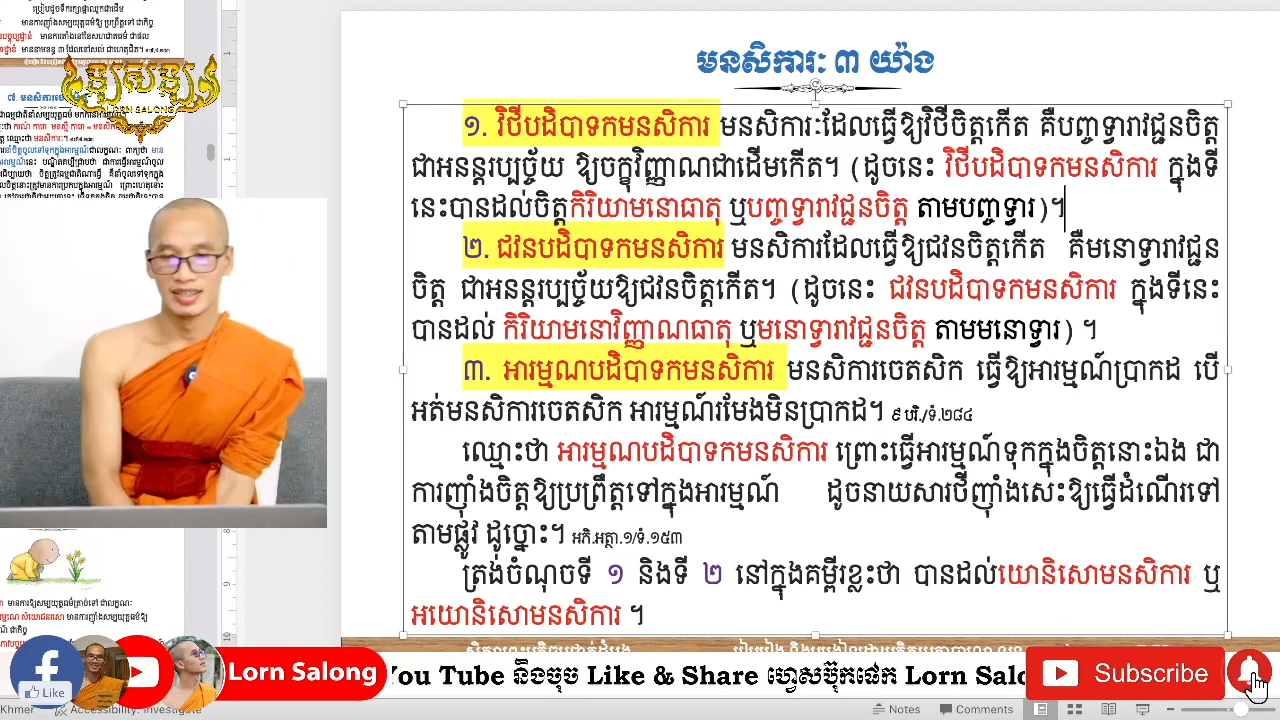 មនសិការៈ ៣ យ៉ាង
១. វិថីបដិបាទកមនសិការ មនសិការៈដែលធ្វើឱ្យវិថីចិត្តកើត គឺបញ្ចទ្វារាវជ្ជនចិត្ត
ជាអនន្តរប្បច្ច័យ ឱ្យចក្ខុវិញ្ញាណជាដើមកើត។ (ដូចនេះ វិថីបដិបាទកមនសិការ ក្នុងទី
នេះបានដល់ចិត្តកិរិយាមនោធាតុ ឬបញ្ចទ្វារាវជ្ជនចិត្ត តាមបញ្ចទ្វារ)។
២. ជវនបដិបាទកមនសិការ មនសិការដែលធ្វើឱ្យជវនចិត្តកើត គឺមនោទ្វារាវជ្ជន
ចិត្ត ជាអនន្តរប្បច្ច័យឱ្យជវនចិត្តកើត។ (ដូចនេះ ជវនបដិបាទកមនសិការ ក្នុងទីនេះ
បានដល់ កិរិយាមនោវិញ្ញាណធាតុ ឬមនោទ្វារាវជ្ជនចិត្ត តាមមនោទ្វារ) ។
៣. អារម្មណបដិបាទកមនសិការ មនសិការចេតសិក ធ្វើឱ្យអារម្មណ៍ប្រាកដ បើ
អត់មនសិការចេតសិក អារម្មណ៍រមែងមិនប្រាកដ។ ៩ បរិ./ទំ.២៨៤
ឈ្មោះថា អារម្មណបដិបាទកមនសិការ ព្រោះធ្វើអារម្មណ៍ទុកក្នុងចិត្តនោះឯង ជា
ការញ៉ាំងចិត្តឱ្យប្រព្រឹត្តទៅក្នុងអារម្មណ៍ ដូចនាយសារថីញ៉ាំងសេះឱ្យធ្វើដំណើរទៅ
តាមផ្លូវ ដូច្នោះ។ អភិ.អត្ថា.១/ទំ.១៥៣
ត្រង់ចំណុចទី ១ និងទី ២ នៅក្នុងគម្ពីរខ្លះថា បានដល់យោនិសោមនសិការ ឬ
អយោនិសោមនសិការ ។
LORN SALONG
Like
Lorn Salong
You Tube និងចុច Like & Share ហ្វេសប៊ុកផេក Lorn Salo
Subscribe
Khmer
Accessibility: Investigate
Notes
Comments